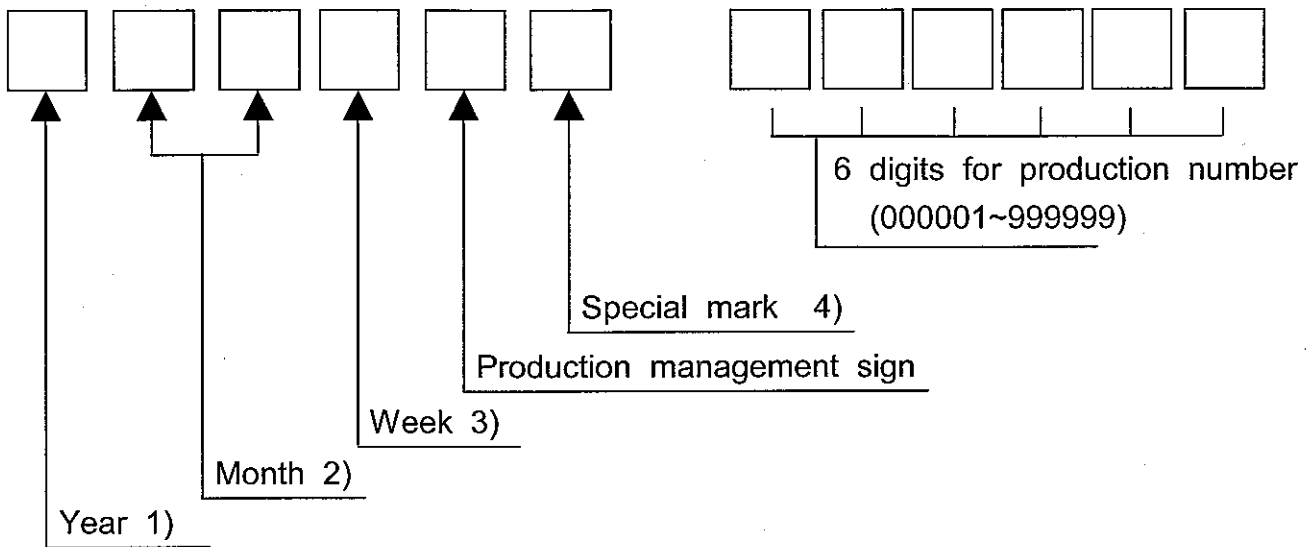 6 digits for production number
(000001~999999)
Special mark 4)
Production management sign
Week 3)
Month 2)
Year 1)